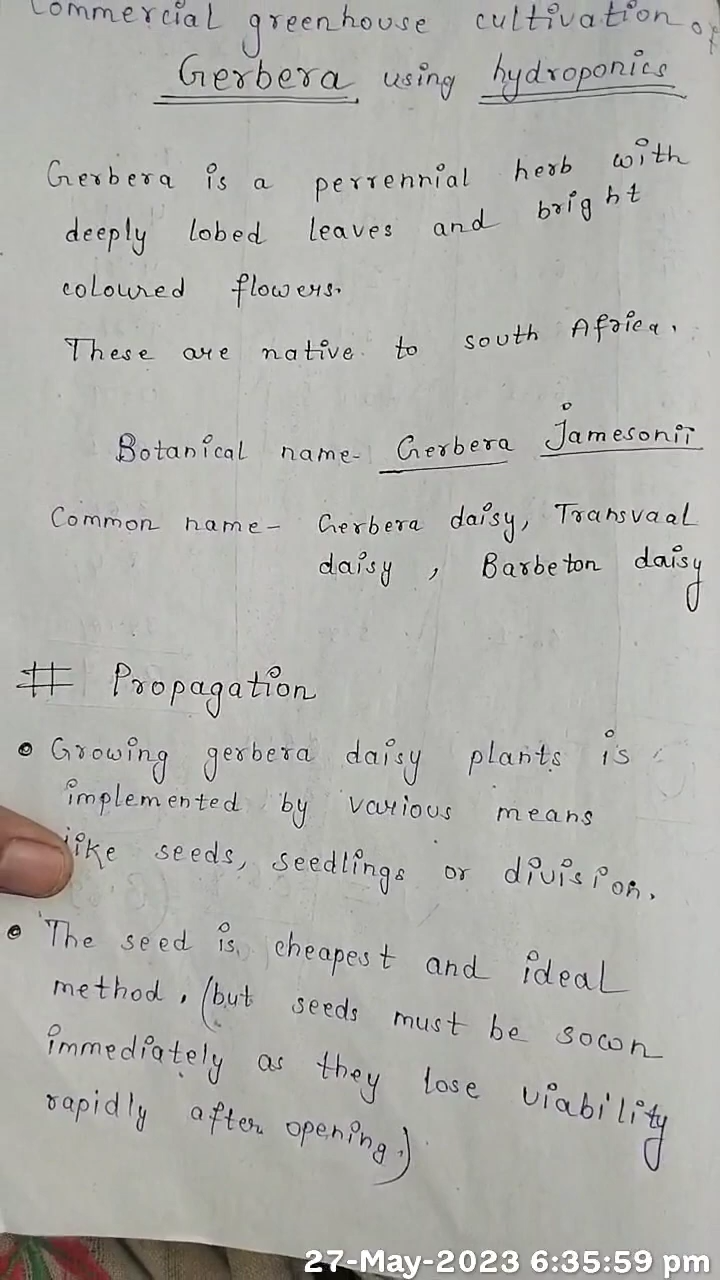 Commercial greenhouse cultivation of
Gerbera using hydroponics
Gerbera is a perrennial herb with
deeply lobed leaves and bright
coloured flowers.
These are native to south Africa.
Botanical name- Gerbera Jamesonii
Common name- Gerbera daisy, Transvaal
daisy, Barbeton daisy
# Propagation
• Growing gerbera daisy plants is
implemented by various means
like seeds, seedlings or division.
• The seed is cheapest and ideal
method, (but seeds must be sown
immediately as they lose viability
rapidly after opening.)
27-May-2023 6:35:59 pm